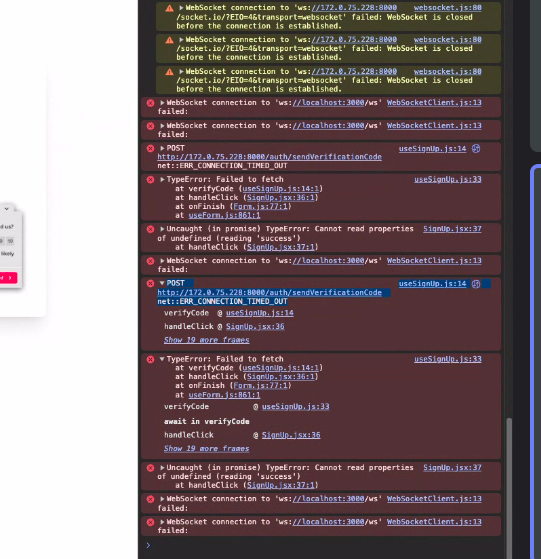 WebSocket connection to 'ws://172.0.75.228:8000 websocket.js:80
/socket.io/?EIO=4&transport=websocket' failed: WebSocket is closed
before the connection is established.
WebSocket connection to 'ws://172.0.75.228:8000 websocket.js:80
/socket.io/?EIO=4&transport=websocket' failed: WebSocket is closed
before the connection is established.
WebSocket connection to 'ws://172.0.75.228:8000 websocket.js:80
/socket.io/?EIO=4&transport=websocket' failed: WebSocket is closed
before the connection is established.
WebSocket connection to 'ws://localhost:3000/ws' WebSocketClient.js:13
failed:
WebSocket connection to 'ws://localhost:3000/ws' WebSocketClient.js:13
failed:
POST useSignUp.js:14
http://172.0.75.228:8000/auth/sendVerificationCode
net::ERR_CONNECTION_TIMED_OUT
TypeError: Failed to fetch useSignUp.js:33
at verifyCode (useSignUp.js:14:1)
at handleClick (SignUp.jsx:36:1)
at onFinish (Form.js:77:1)
at useForm.js:861:1
Uncaught (in promise) TypeError: Cannot read properties SignUp.jsx:37
of undefined (reading 'success')
at handleClick (SignUp.jsx:37:1)
WebSocket connection to 'ws://localhost:3000/ws' WebSocketClient.js:13
failed:
POST useSignUp.js:14
http://172.0.75.228:8000/auth/sendVerificationCode
net::ERR_CONNECTION_TIMED_OUT
verifyCode @ useSignUp.js:14
handleClick @ SignUp.jsx:36
Show 19 more frames
TypeError: Failed to fetch useSignUp.js:33
at verifyCode (useSignUp.js:14:1)
at handleClick (SignUp.jsx:36:1)
at onFinish (Form.js:77:1)
at useForm.js:861:1
verifyCode @ useSignUp.js:33
await in verifyCode
handleClick @ SignUp.jsx:36
Show 19 more frames
Uncaught (in promise) TypeError: Cannot read properties SignUp.jsx:37
of undefined (reading 'success')
at handleClick (SignUp.jsx:37:1)
WebSocket connection to 'ws://localhost:3000/ws' WebSocketClient.js:13
failed:
WebSocket connection to 'ws://localhost:3000/ws' WebSocketClient.js:13
failed:
d us?
10
likely